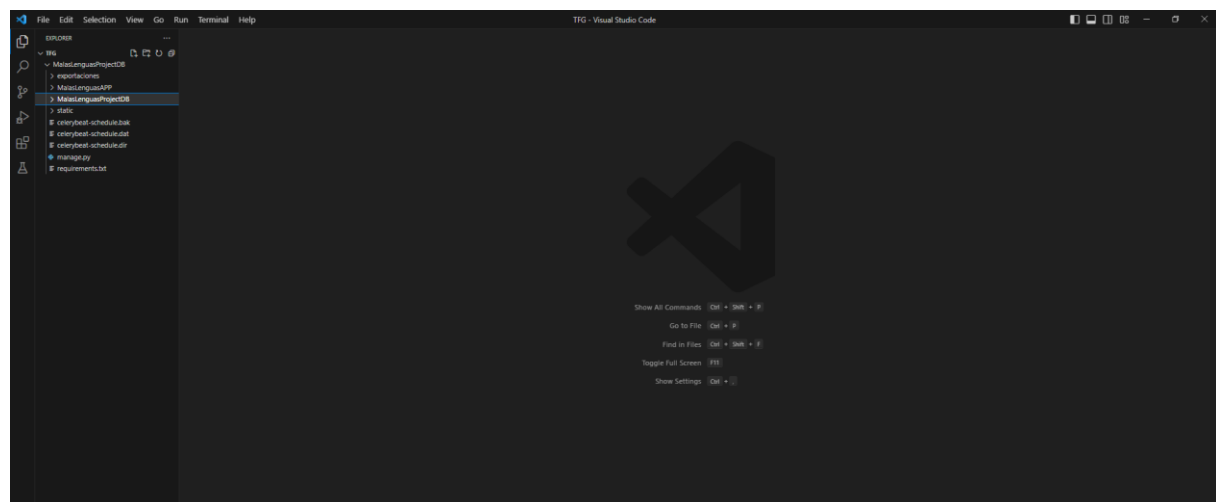 File Edit Selection View Go Run Terminal Help
TFG - Visual Studio Code
EXPLORER
TFG
MalasLenguasProjectDB
exportaciones
MalasLenguasAPP
MalasLenguasProjectDB
static
celerybeat-schedule.bak
celerybeat-schedule.dat
celerybeat-schedule.dir
manage.py
requirements.txt
Show All Commands Ctrl + Shift + P
Go to File Ctrl + P
Find in Files Ctrl + Shift + F
Toggle Full Screen F11
Show Settings Ctrl + ,